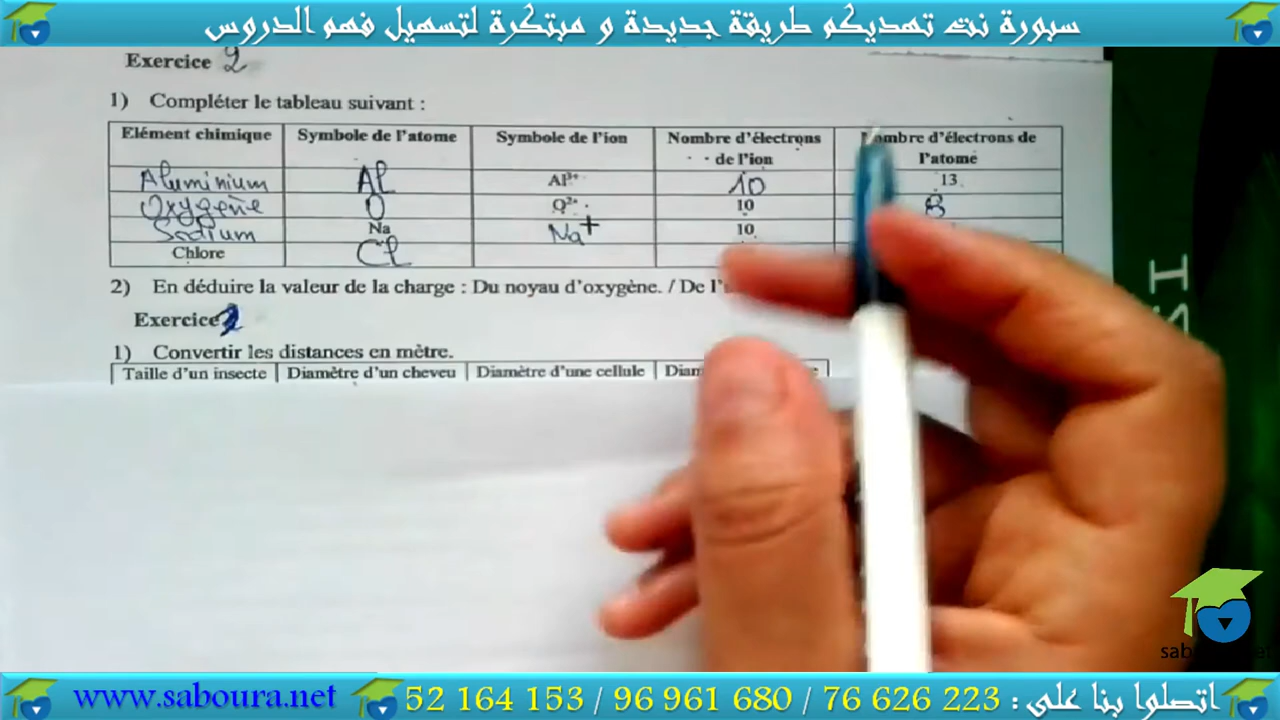 سبورة نت تهديكم طريقة جديدة و مبتكرة لتسهيل فهم الدروس
Exercice 2
1) Compléter le tableau suivant :
Elément chimique Symbole de l'atome Symbole de l'ion Nombre d'électrons de l'ion Nombre d'électrons de l'atome
Aluminium Al Al³⁺ 10 13
Oxygène O 10 8
Sodium Na Na+ 10
Chlore Cl
2) En déduire la valeur de la charge : Du noyau d'oxygène. / De l'
Exercice
1) Convertir les distances en mètre.
Taille d'un insecte Diamètre d'un cheveu Diamètre d'une cellule
www.saboura.net 52 164 153 / 96 961 680 / 76 626 223 اتصلوا بنا على :